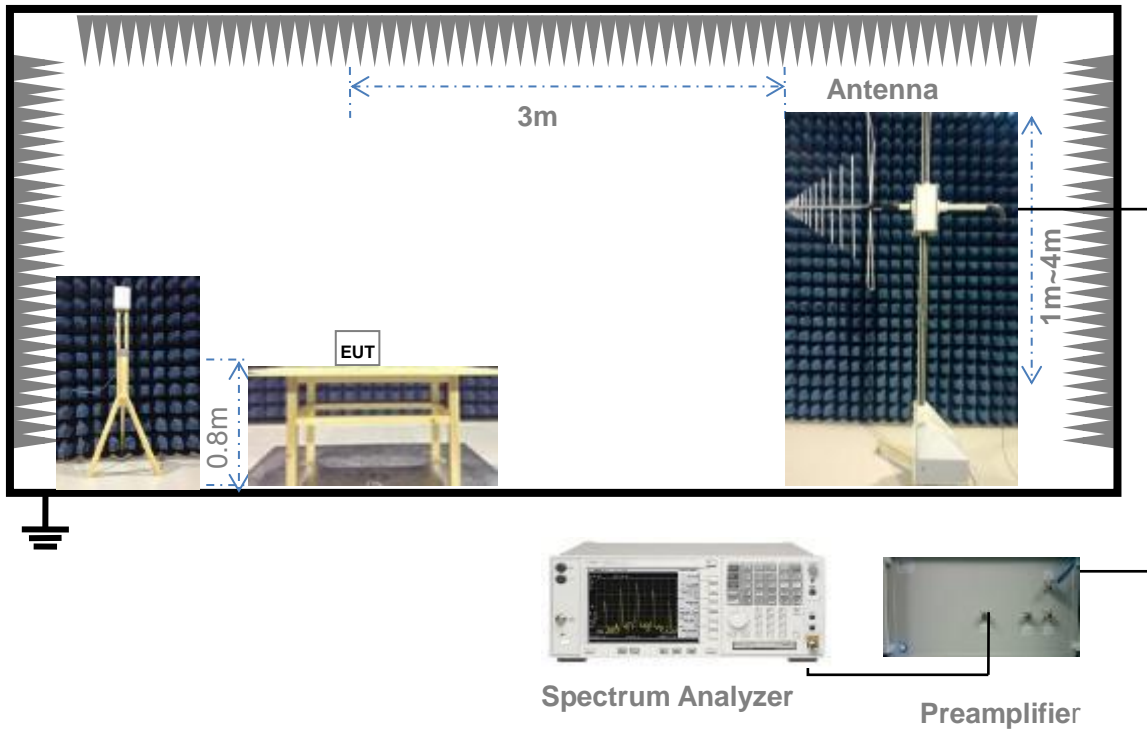 Antenna
3m
1m~4m
EUT
0.8m
Spectrum Analyzer
Preamplifier